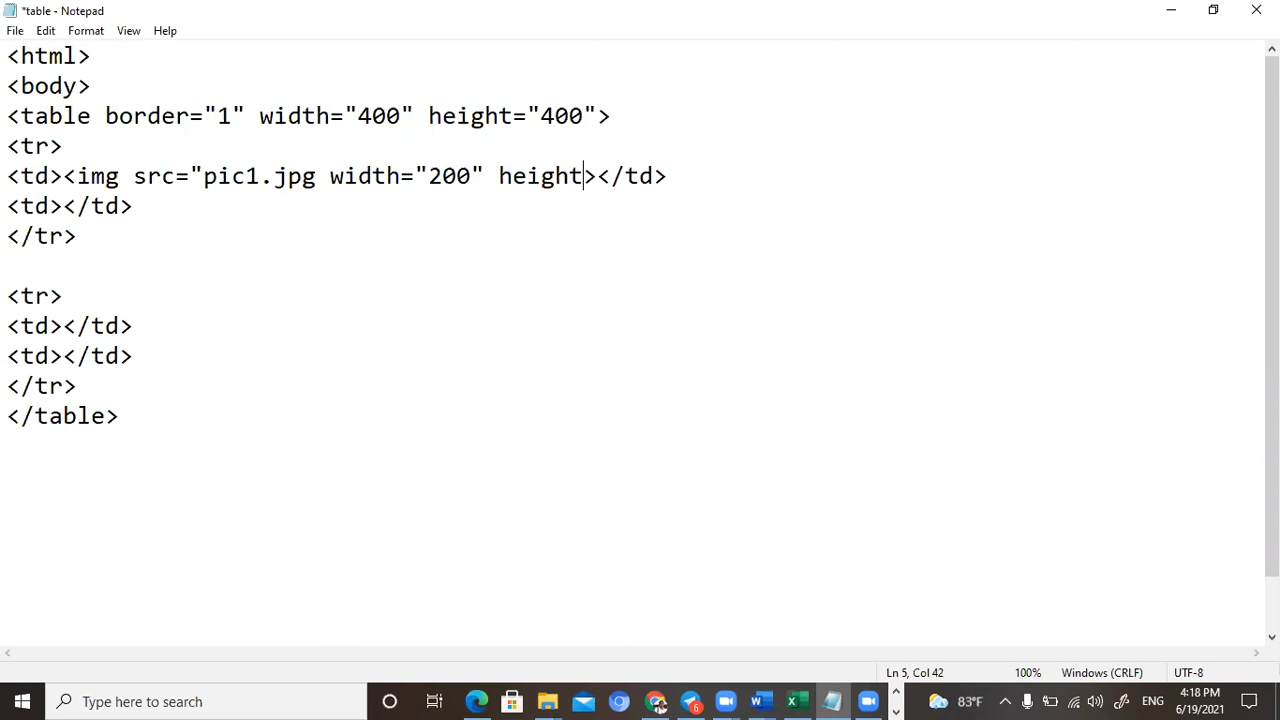 *table - Notepad
File Edit Format View Help
<html>
<body>
<table border="1" width="400" height="400">
<tr>
<td><img src="pic1.jpg width="200" height></td>
<td></td>
</tr>
<tr>
<td></td>
<td></td>
</tr>
</table>
Ln 5, Col 42 100% Windows (CRLF) UTF-8
Type here to search 6 83°F ENG 4:18 PM
6/19/2021